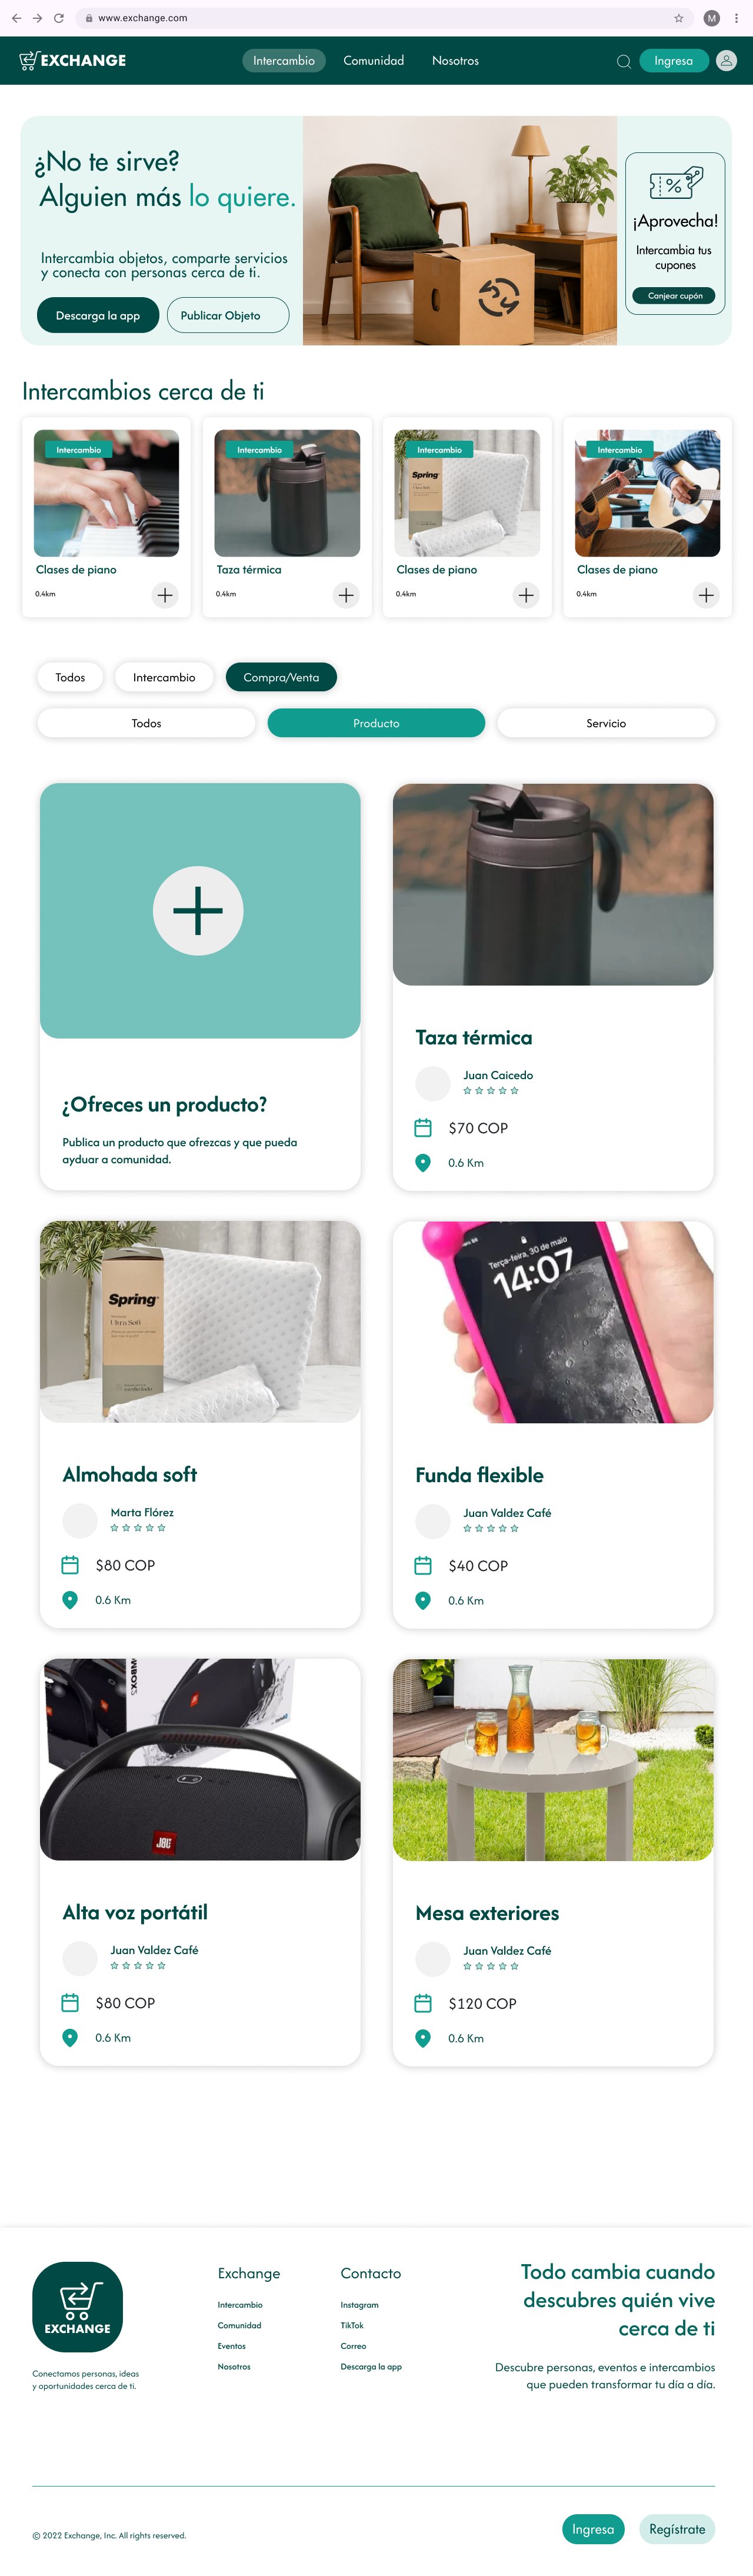 www.exchange.com
M
EXCHANGE
Intercambio
Comunidad
Nosotros
Ingresa
¿No te sirve?
Alguien más lo quiere.
Intercambia objetos, comparte servicios
y conecta con personas cerca de ti.
Descarga la app
Publicar Objeto
%
¡Aprovecha!
Intercambia tus
cupones
Canjear cupón
Intercambios cerca de ti
Intercambio
Clases de piano
0.4km
Intercambio
Taza térmica
0.4km
Intercambio
Spring
Clases de piano
0.4km
Intercambio
Clases de piano
0.4km
Todos
Intercambio
Compra/Venta
Todos
Producto
Servicio
¿Ofreces un producto?
Publica un producto que ofrezcas y que pueda
ayduar a comunidad.
Taza térmica
Juan Caicedo
$70 COP
0.6 Km
Spring
Ultra Soft
Almohada soft
Marta Flórez
$80 COP
0.6 Km
Terça-feira, 30 de maio
14:07
Funda flexible
Juan Valdez Café
$40 COP
0.6 Km
JBL
Alta voz portátil
Juan Valdez Café
$80 COP
0.6 Km
Mesa exteriores
Juan Valdez Café
$120 COP
0.6 Km
EXCHANGE
Conectamos personas, ideas
y oportunidades cerca de ti.
Exchange
Intercambio
Comunidad
Eventos
Nosotros
Contacto
Instagram
TikTok
Correo
Descarga la app
Todo cambia cuando
descubres quién vive
cerca de ti
Descubre personas, eventos e intercambios
que pueden transformar tu día a día.
© 2022 Exchange, Inc. All rights reserved.
Ingresa
Regístrate